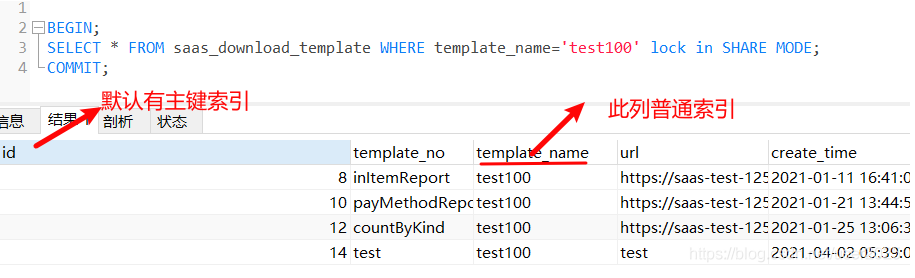 1
2 BEGIN;
3 SELECT * FROM saas_download_template WHERE template_name='test100' lock in SHARE MODE;
4 COMMIT;
默认有主键索引
此列普通索引
信息 结果 1 剖析 状态
id template_no template_name url create_time
8 inItemReport test100 https://saas-test-125 2021-01-11 16:41:0
10 payMethodRepo test100 https://saas-test-125 2021-01-21 13:44:5
12 countByKind test100 https://saas-test-125 2021-01-25 13:06:3
14 test test100 test 2021-04-02 05:39:0